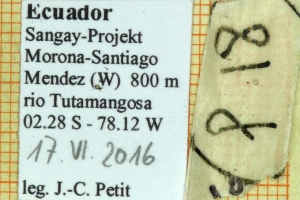 Ecuador
Sangay-Projekt
Morona-Santiago
Mendez (W) 800 m
rio Tutamangosa
02.28 S - 78.12 W
17.VI.2016
leg. J.-C. Petit